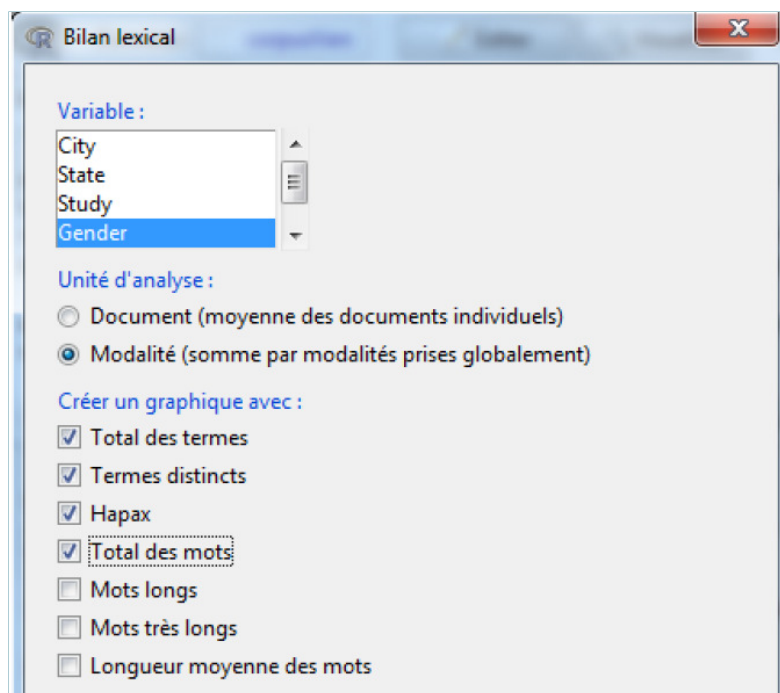 Bilan lexical
Variable :
City
State
Study
Gender
Unité d'analyse :
Document (moyenne des documents individuels)
Modalité (somme par modalités prises globalement)
Créer un graphique avec :
Total des termes
Termes distincts
Hapax
Total des mots
Mots longs
Mots très longs
Longueur moyenne des mots